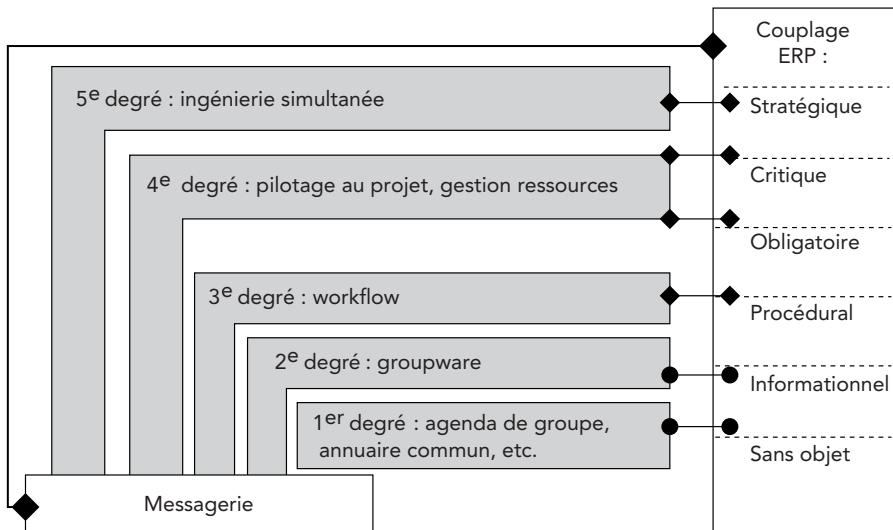 Couplage
ERP :
5e degré : ingénierie simultanée
Stratégique
4e degré : pilotage au projet, gestion ressources
Critique
Obligatoire
3e degré : workflow
Procédural
2e degré : groupware
Informationnel
1er degré : agenda de groupe,
annuaire commun, etc.
Sans objet
Messagerie